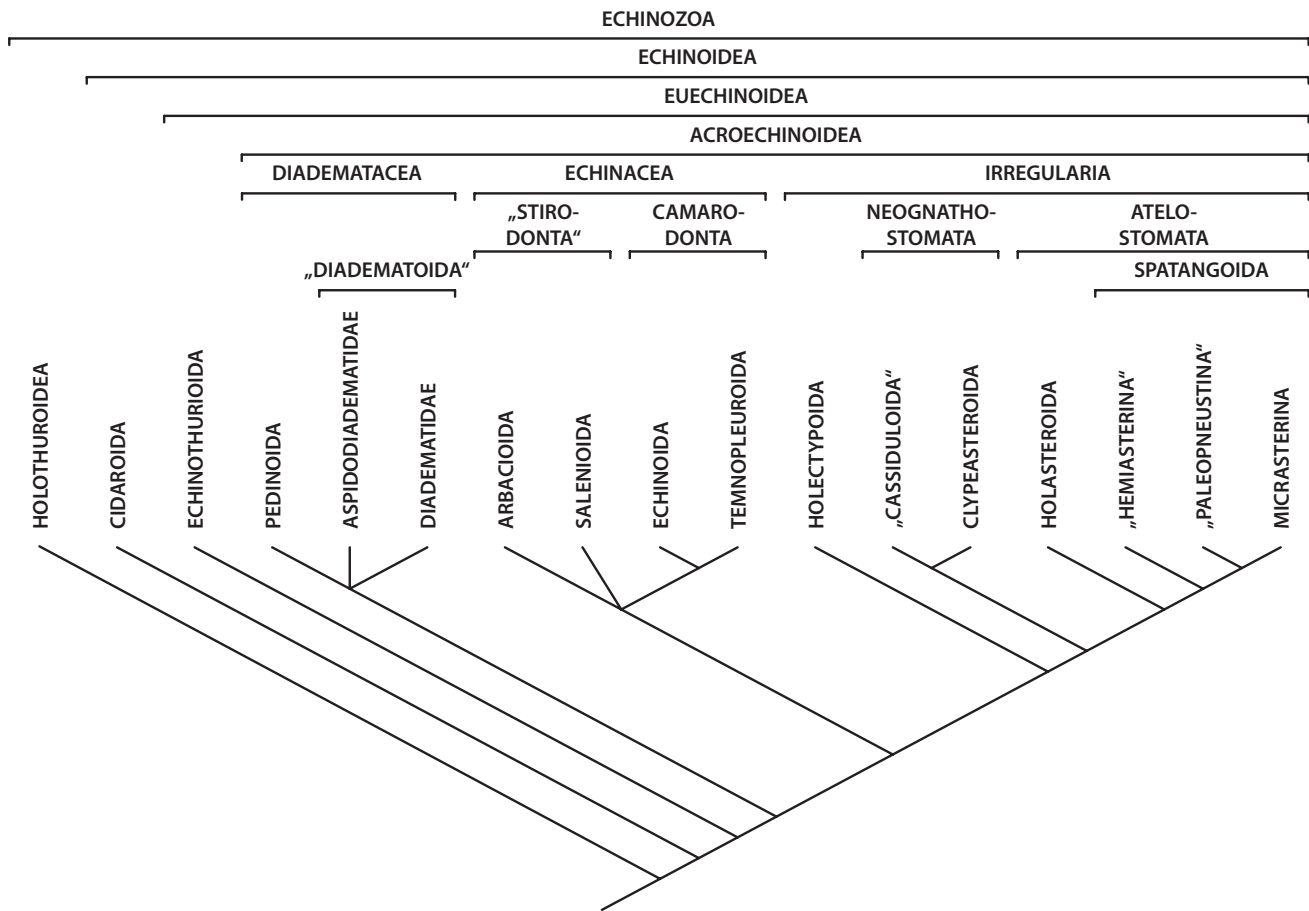 ECHINOZOA
ECHINOIDEA
EUECHINOIDEA
ACROECHINOIDEA
DIADEMATACEA
ECHINACEA
IRREGULARIA
„STIRO-
DONTA“
CAMARO-
DONTA
NEOGNATHO-
STOMATA
ATELO-
STOMATA
„DIADEMATOIDA“
SPATANGOIDA
HOLOTHUROIDEA
CIDAROIDA
ECHINOTHURIOIDA
PEDINOIDA
ASPIDODIADEMATIDAE
DIADEMATIDAE
ARBACIOIDA
SALENIOIDA
ECHINOIDA
TEMNOPLEUROIDA
HOLECTYPOIDA
„CASSIDULOIDA“
CLYPEASTEROIDA
HOLASTEROIDA
„HEMIASTERINA“
„PALEOPNEUSTINA“
MICRASTERINA